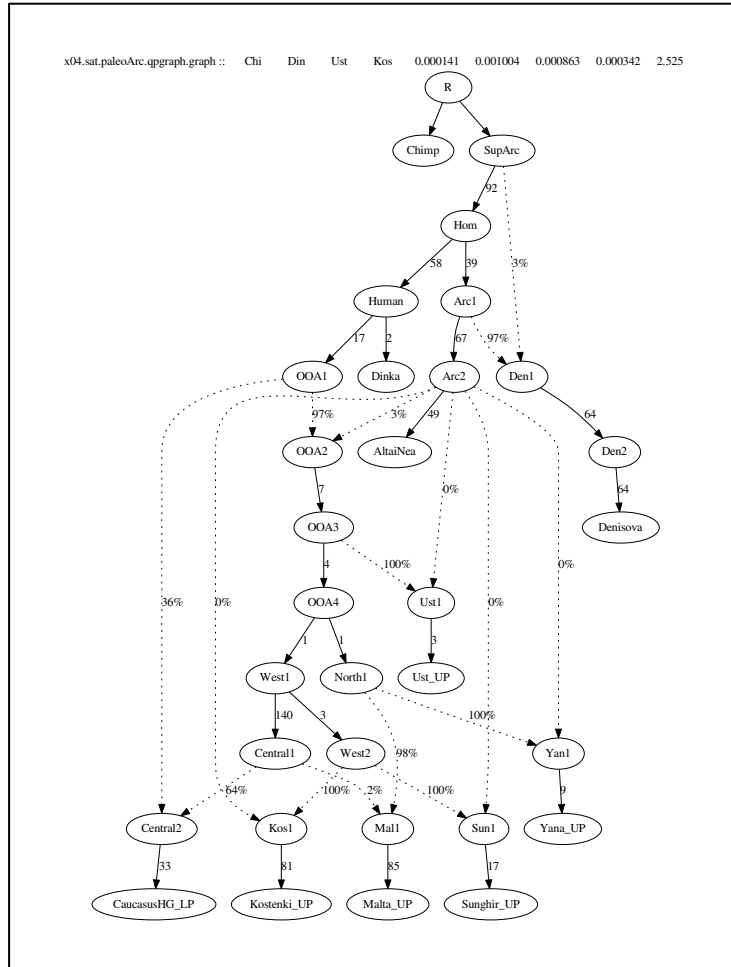 x04.sat.paleoArc.qpgraph.graph :: Chi Din Ust Kos 0.000141 0.001004 0.000863 0.000342 2.525
R
Chimp SupArc
92
Hom
58 39 3%
Human Arc1
17 2 67 97%
OOA1 Dinka Arc2 Den1
97% 3% 49 64
OOA2 AltaiNea Den2
7 0% 64
OOA3 Denisova
4 100% 0%
36% 0% OOA4 Ust1 0%
1 1 3
West1 North1 Ust_UP
140 3 100%
Central1 West2 98% Yan1
64% 2% 100% 100% 9
Central2 Kos1 Mal1 Sun1 Yana_UP
33 81 85 17
CaucasusHG_LP Kostenki_UP Malta_UP Sunghir_UP